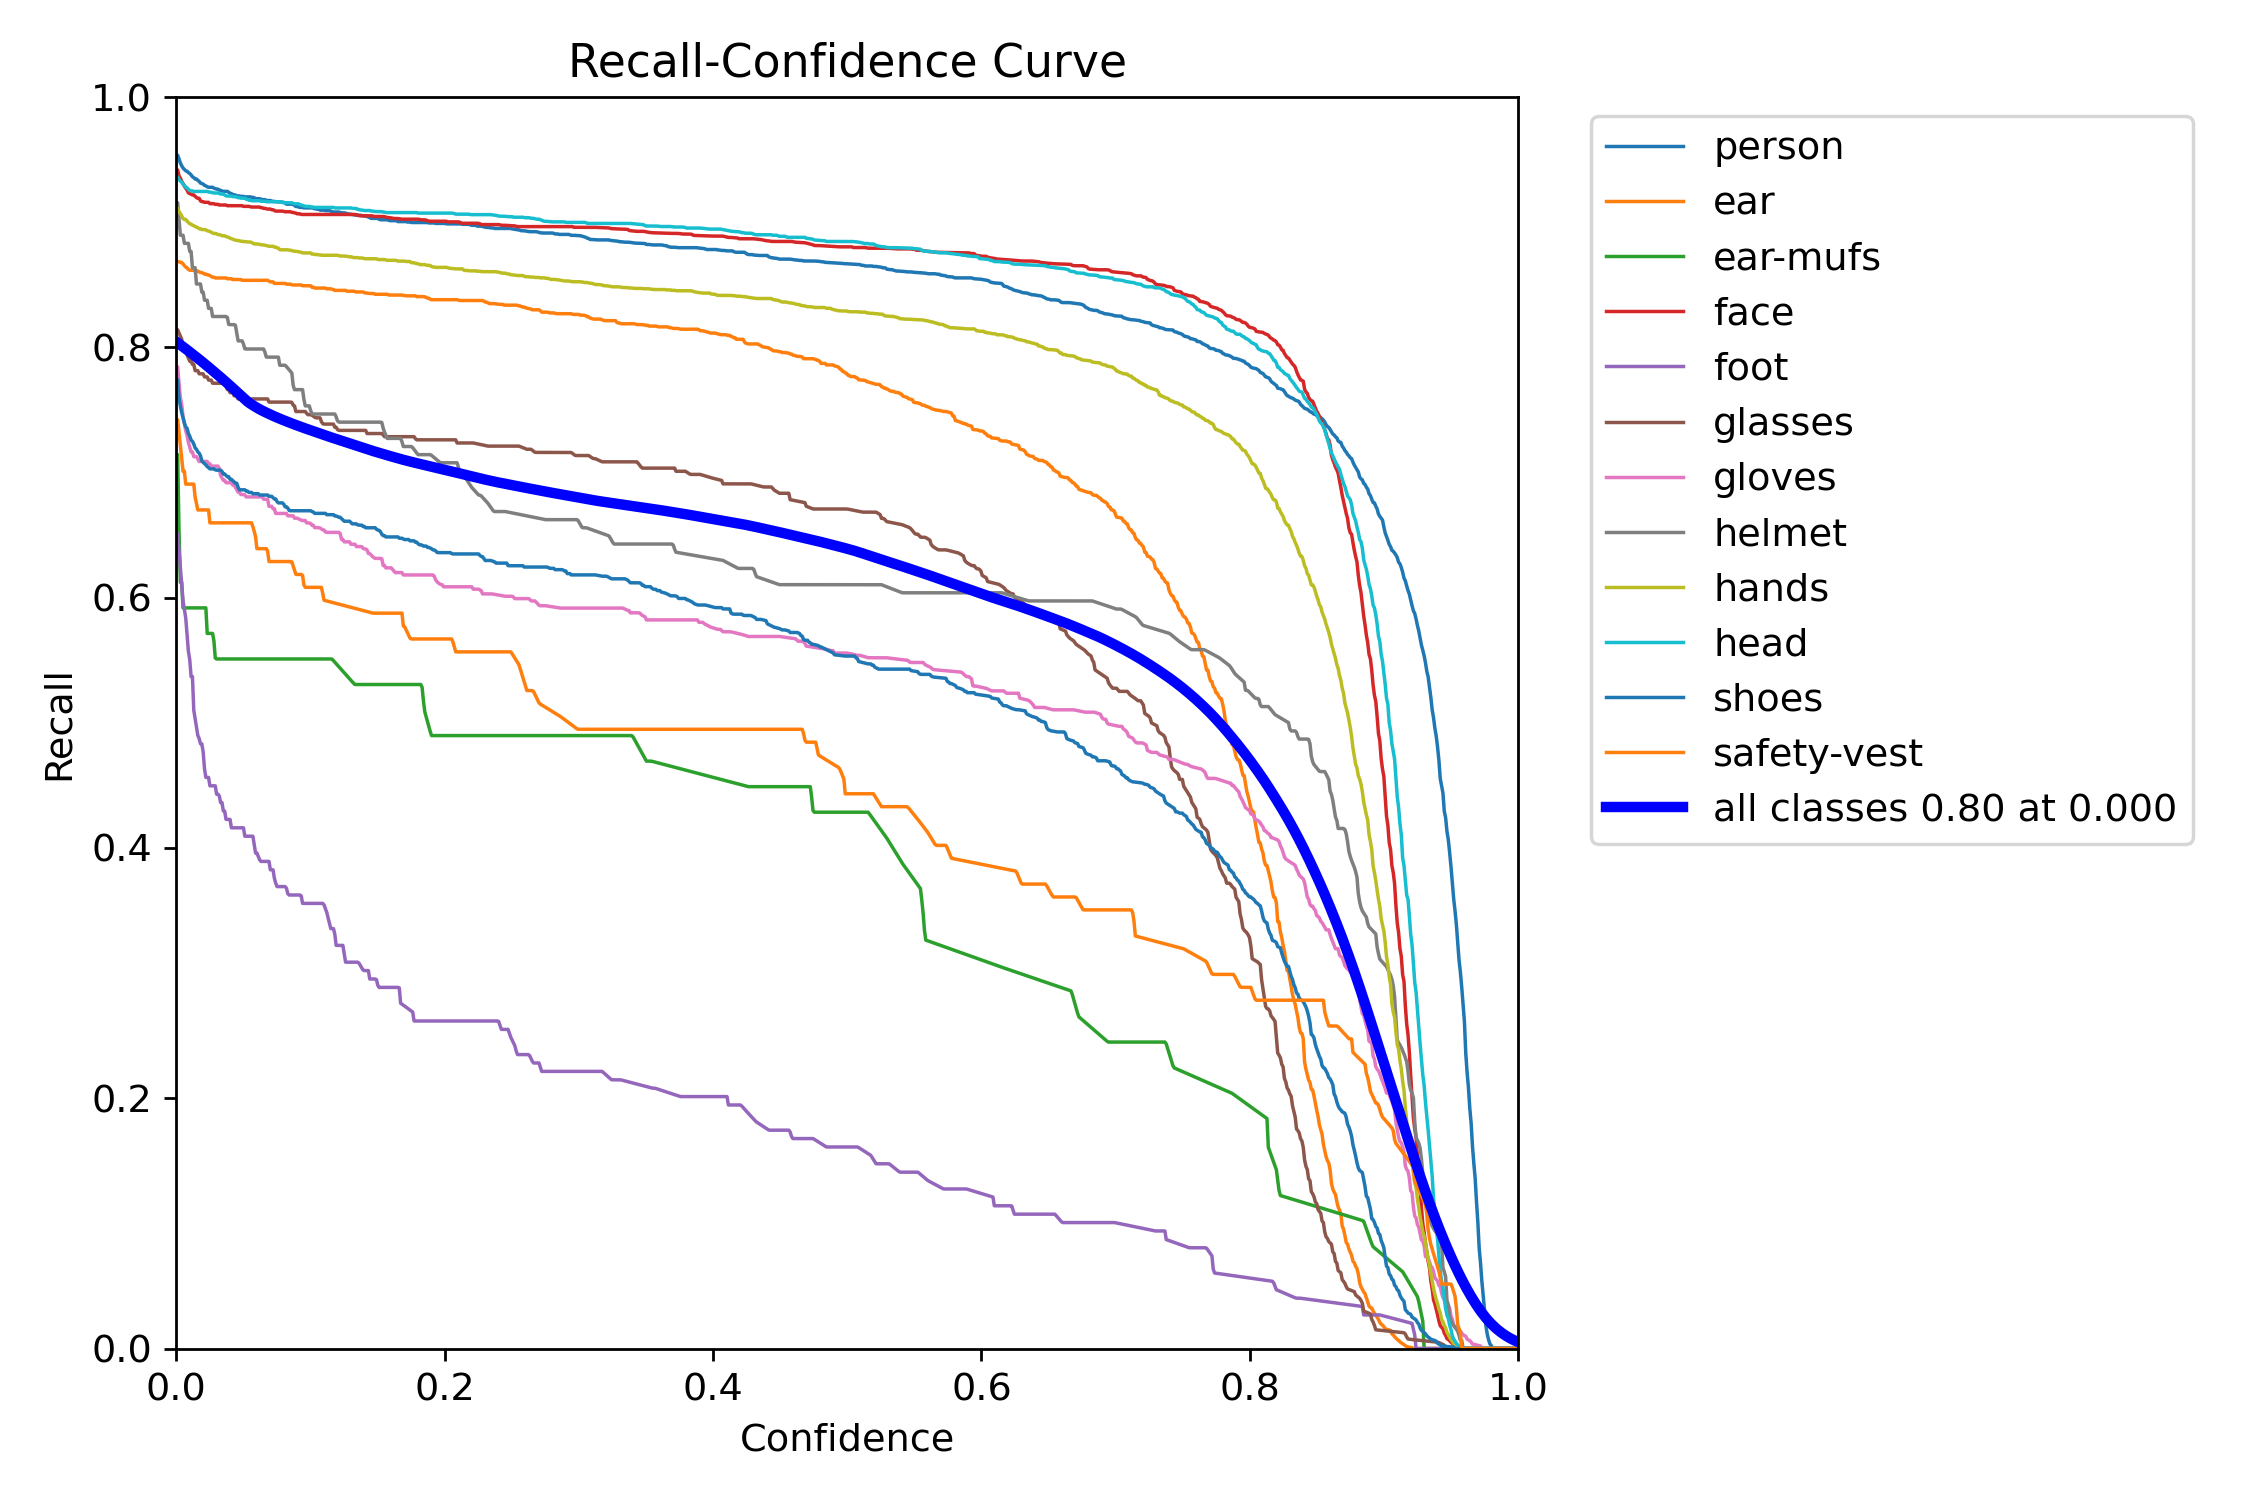 Recall-Confidence Curve
1.0
0.8
0.6
0.4
0.2
0.0
Recall
0.0 0.2 0.4 0.6 0.8 1.0
Confidence
person
ear
ear-mufs
face
foot
glasses
gloves
helmet
hands
head
shoes
safety-vest
all classes 0.80 at 0.000